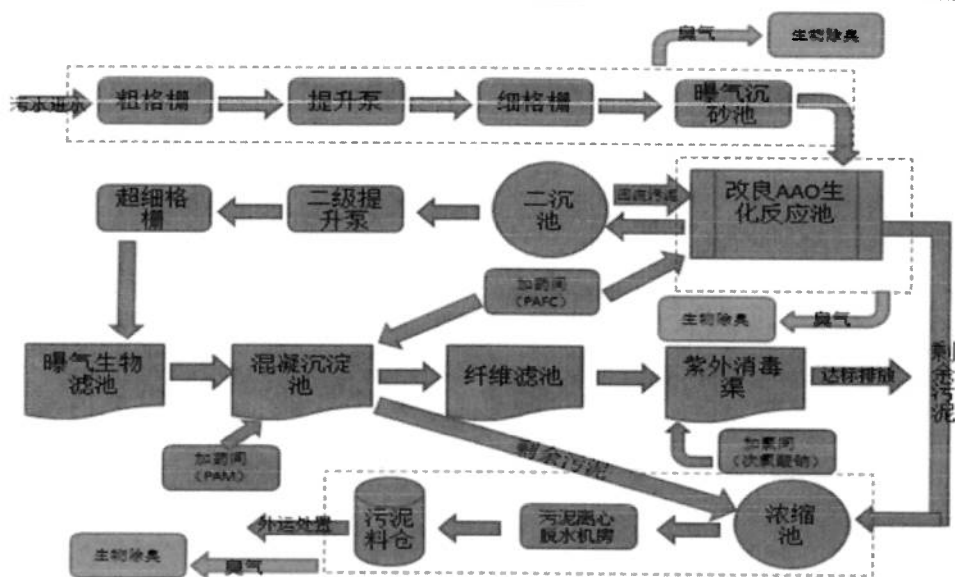 臭气
生物除臭
污水进水
粗格栅
提升泵
细格栅
曝气沉
砂池
超细格
栅
二级提
升泵
二沉
池
回流污泥
改良AAO生
化反应池
加药间
(PAFC)
生物除臭
臭气
剩余污泥
曝气生物
滤池
混凝沉淀
池
纤维滤池
紫外消毒
渠
达标排放
加药间
(PAM)
剩余污泥
加氯间
(次氯酸钠)
外运处置
污泥
料仓
污泥离心
脱水机房
浓缩
池
生物除臭
臭气